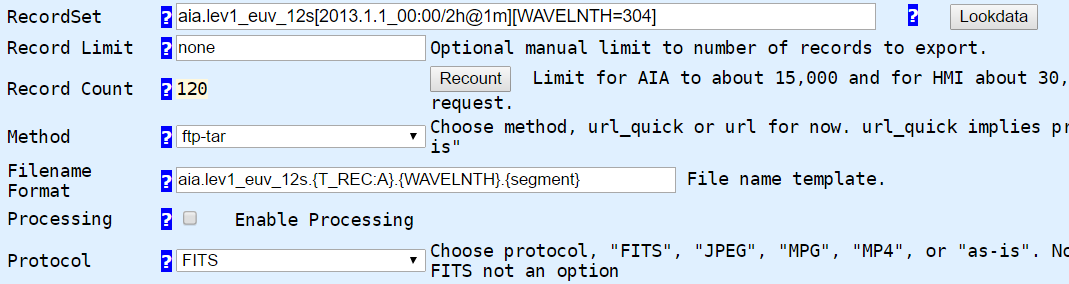 RecordSet ? aia.lev1_euv_12s[2013.1.1_00:00/2h@1m][WAVELNTH=304] ? Lookdata
Record Limit ? none Optional manual limit to number of records to export.
Record Count ? 120 Recount Limit for AIA to about 15,000 and for HMI about 30,
request.
Method ? ftp-tar Choose method, url_quick or url for now. url_quick implies pr
is"
Filename
Format ? aia.lev1_euv_12s.{T_REC:A}.{WAVELNTH}.{segment} File name template.
Processing ? Enable Processing
Protocol ? FITS Choose protocol, "FITS", "JPEG", "MPG", "MP4", or "as-is". No
FITS not an option